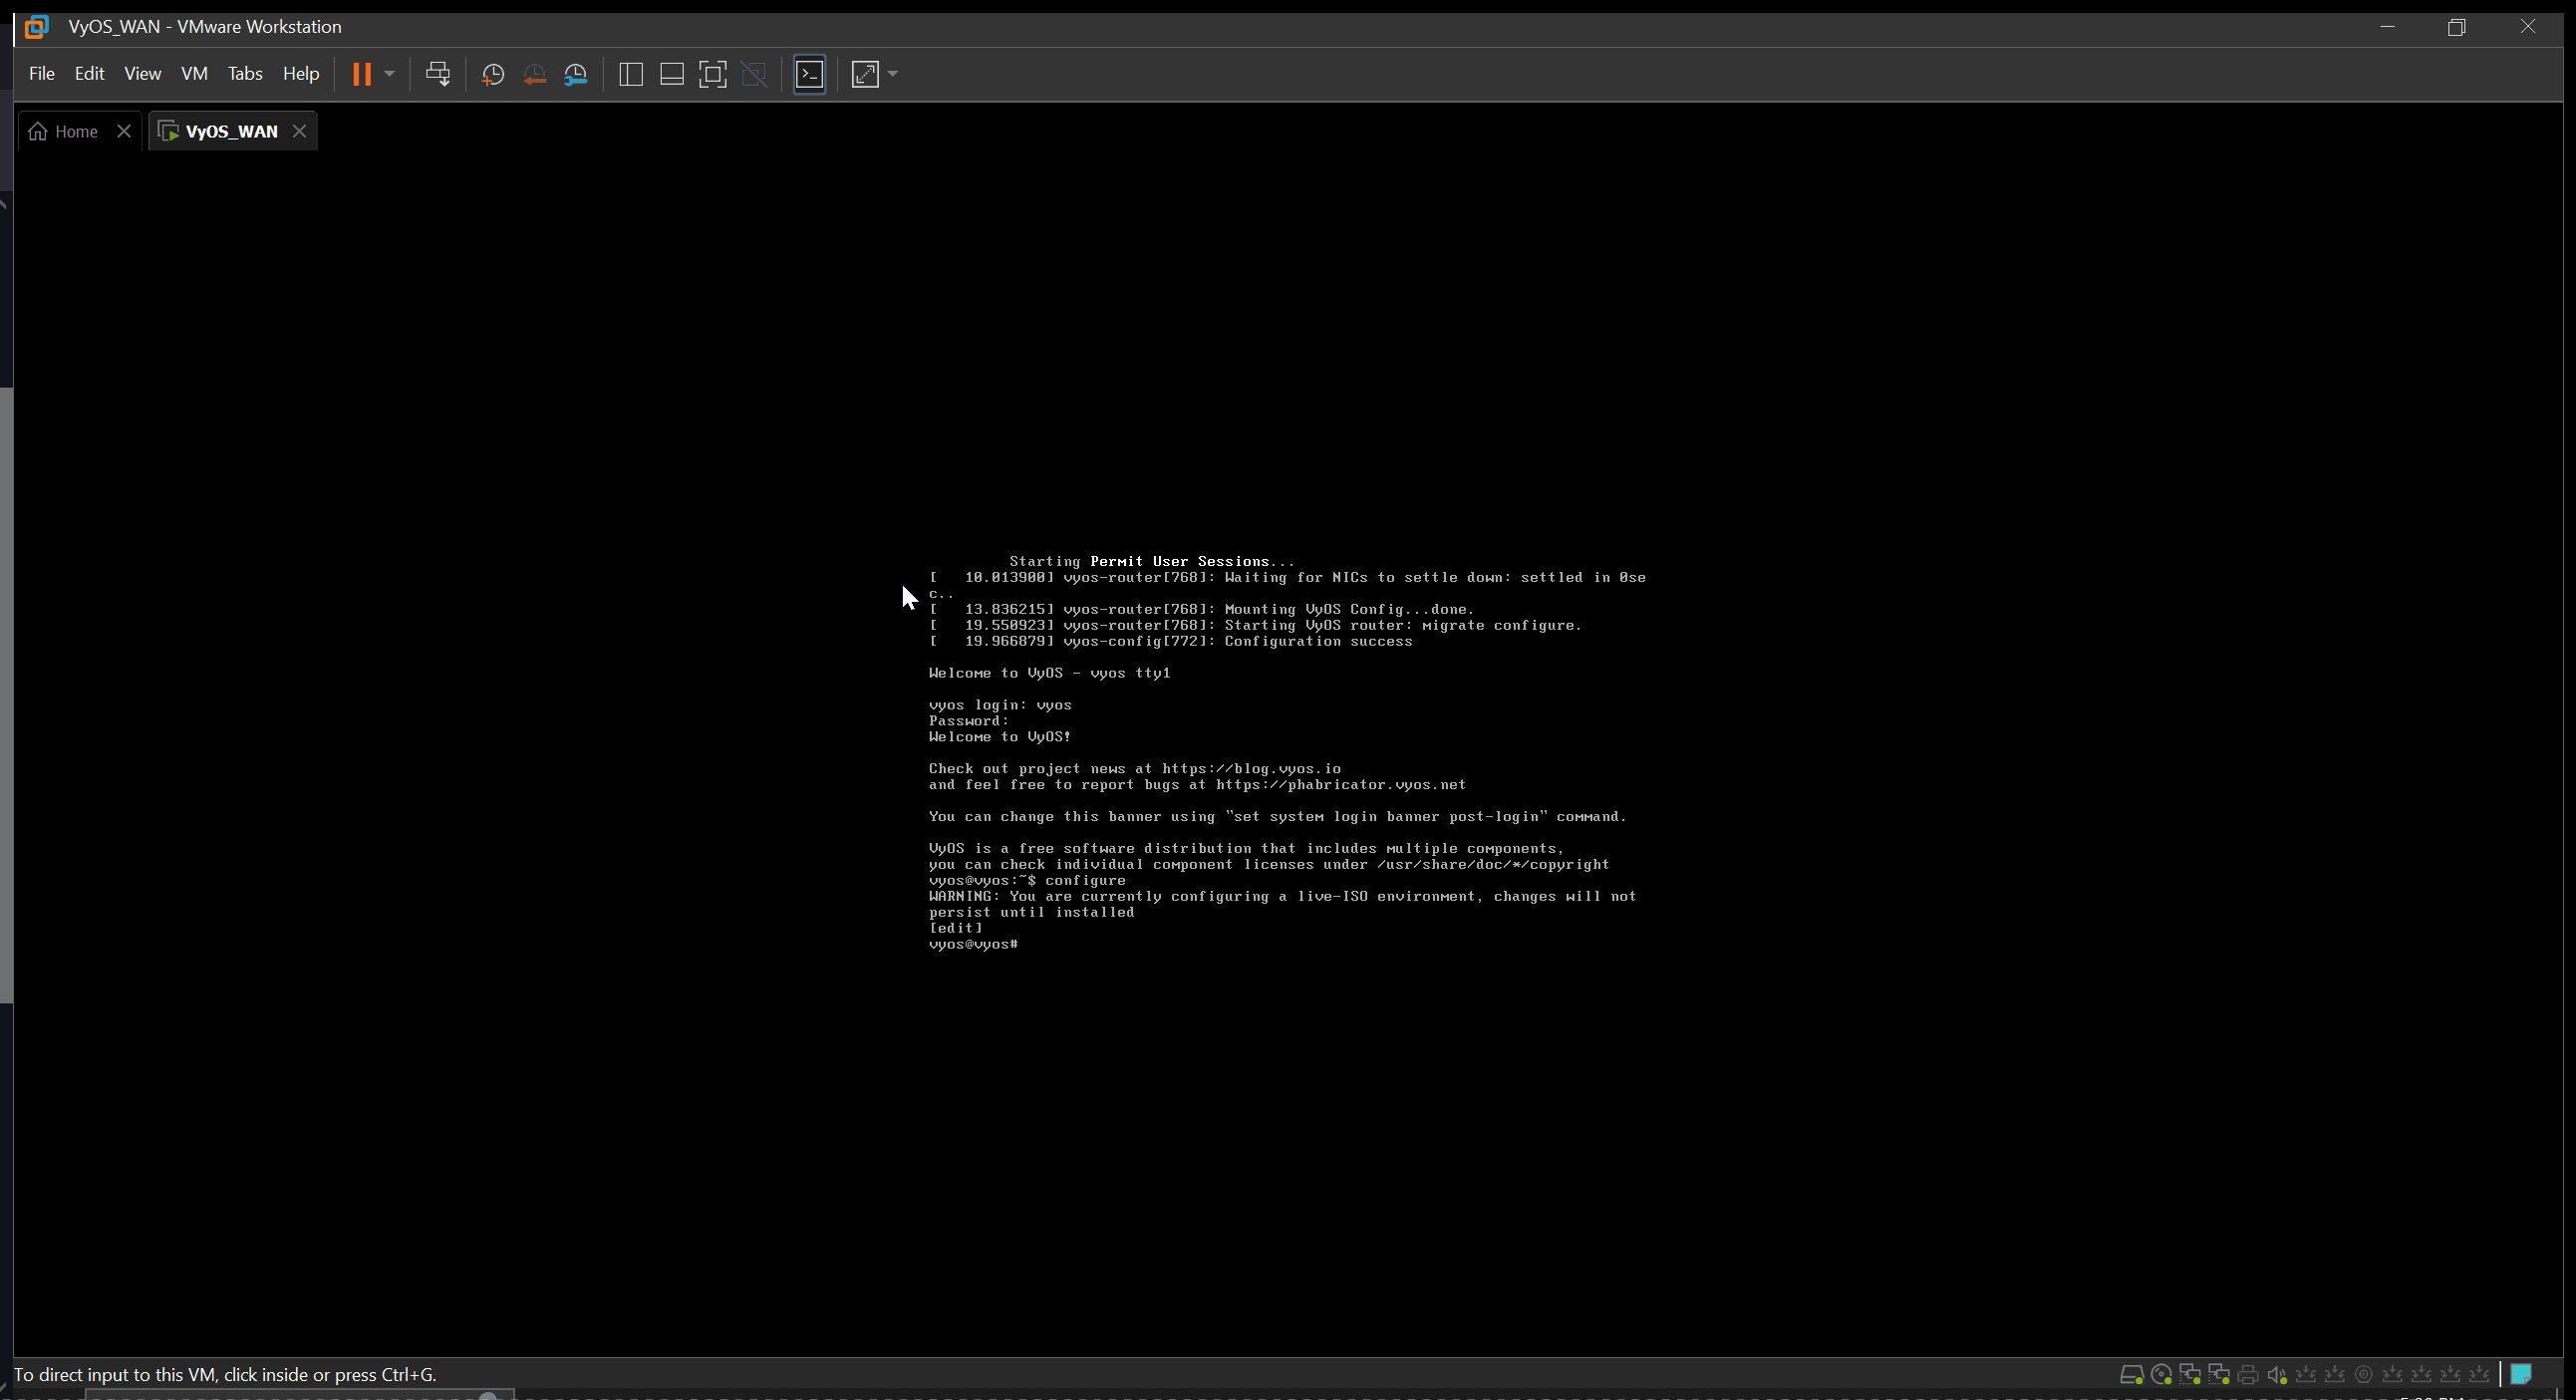 VyOS_WAN - VMware Workstation
File Edit View VM Tabs Help
Home VyOS_WAN
Starting Permit User Sessions...
[   10.013900] vyos-router[768]: Waiting for NICs to settle down: settled in 0se
c..
[   13.836215] vyos-router[768]: Mounting VyOS Config...done.
[   19.550923] vyos-router[768]: Starting VyOS router: migrate configure.
[   19.966879] vyos-config[772]: Configuration success
Welcome to VyOS - vyos tty1
vyos login: vyos
Password:
Welcome to VyOS!
Check out project news at https://blog.vyos.io
and feel free to report bugs at https://phabricator.vyos.net
You can change this banner using "set system login banner post-login" command.
VyOS is a free software distribution that includes multiple components,
you can check individual component licenses under /usr/share/doc/*/copyright
vyos@vyos:~$ configure
WARNING: You are currently configuring a live-ISO environment, changes will not
persist until installed
[edit]
vyos@vyos#
To direct input to this VM, click inside or press Ctrl+G.